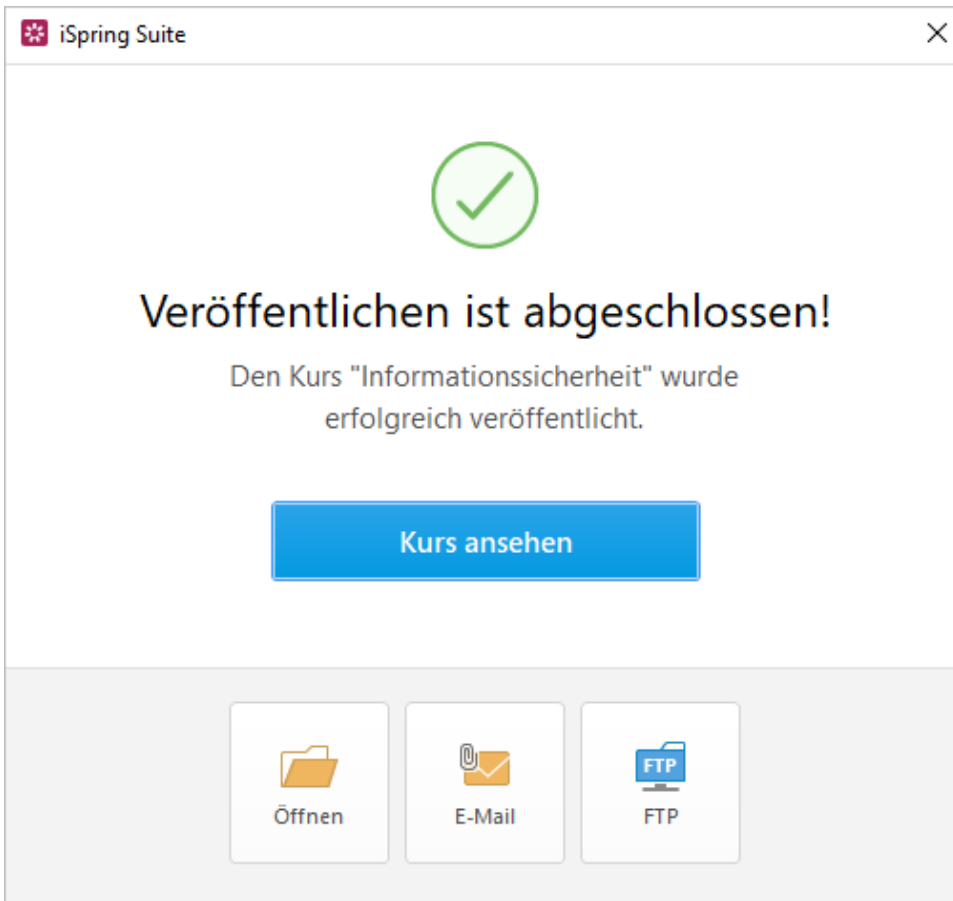 iSpring Suite
Veröffentlichen ist abgeschlossen!
Den Kurs "Informationssicherheit" wurde
erfolgreich veröffentlicht.
Kurs ansehen
Öffnen
E-Mail
FTP
FTP